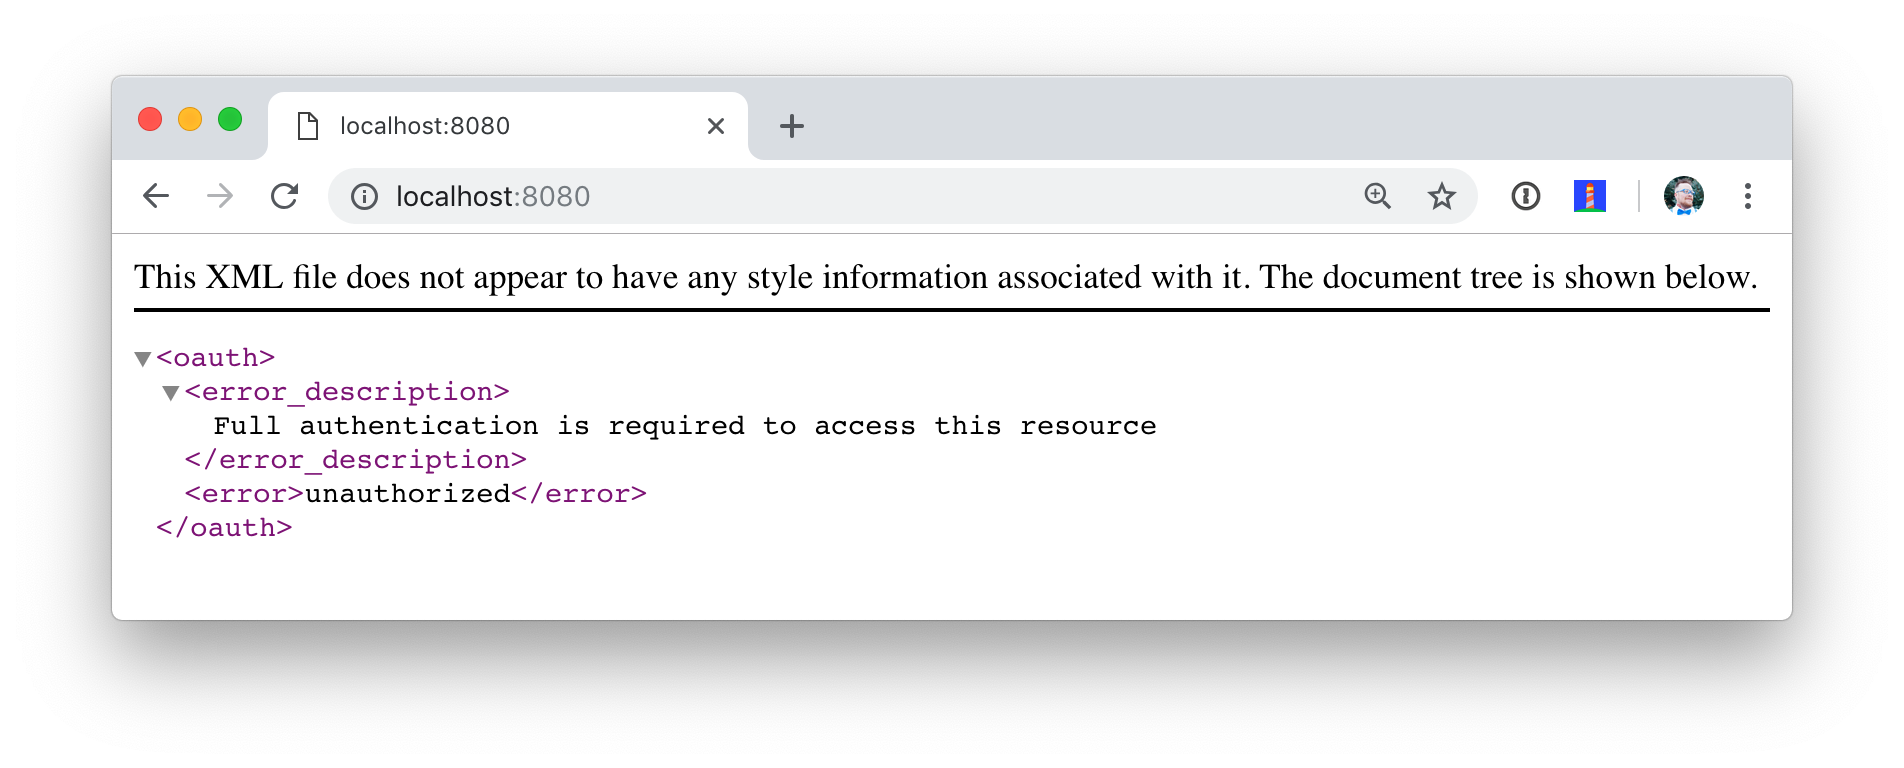 localhost:8080
localhost:8080
This XML file does not appear to have any style information associated with it. The document tree is shown below.
<oauth>
<error_description>
Full authentication is required to access this resource
</error_description>
<error>unauthorized</error>
</oauth>